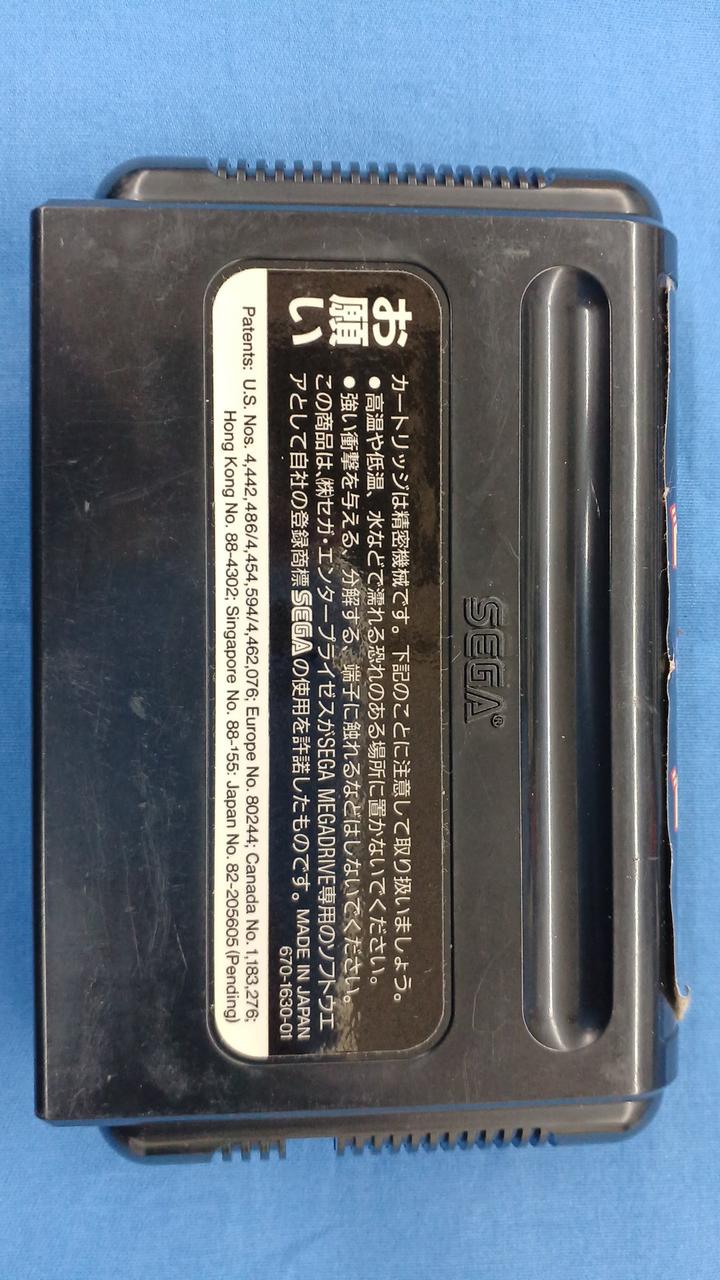 SEGA®
お願い
カートリッジは精密機械です。下記のことに注意して取り扱いましょう。
●高温や低温、水などで濡れる恐れのある場所に置かないでください。
●強い衝撃を与える、分解する、端子に触れるなどはしないでください。
この商品は、㈱セガ・エンタープライゼスがSEGA MEGADRIVE専用のソフトウェ
アとして自社の登録商標SEGAの使用を許諾したものです。MADE IN JAPAN
670-1630-01
Patents: U.S. Nos. 4,442,486/4,454,594/4,462,076; Europe No. 80244; Canada No. 1,183,276;
Hong Kong No. 88-4302; Singapore No. 88-155; Japan No. 82-205605 (Pending)